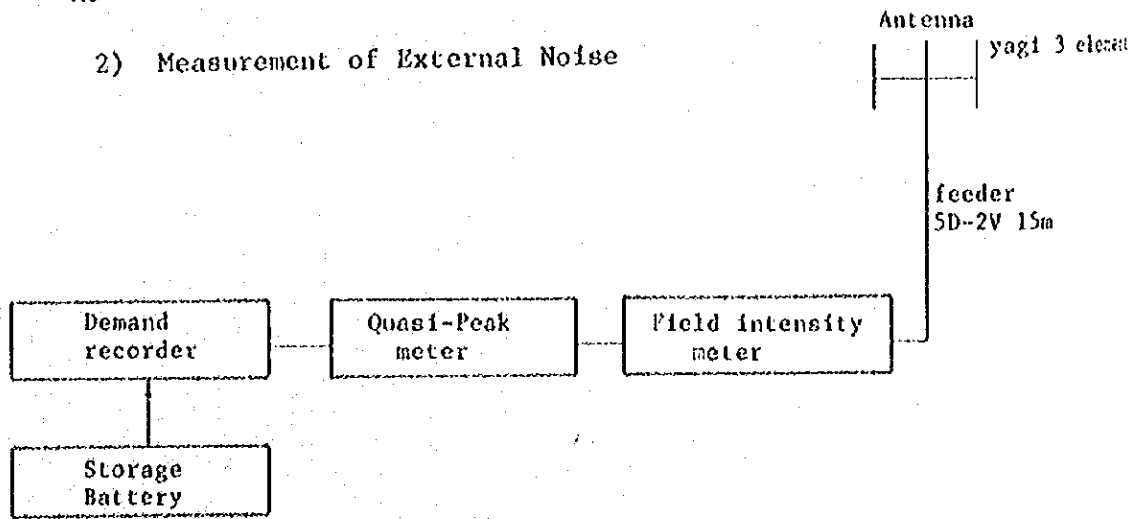 Antenna
yagi 3
2) Measurement of External Noise
feeder
5D-2V 15m
Demand
recorder
Quasi-Peak
meter
Field intensity
meter
Storage
Battery